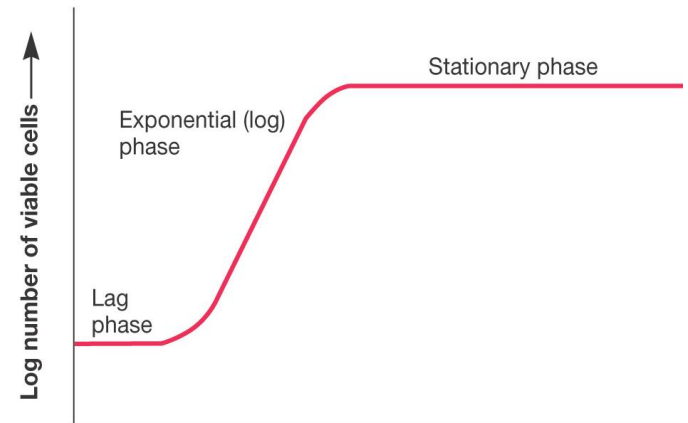 Log number of viable cells
Stationary phase
Exponential (log)
phase
Lag
phase